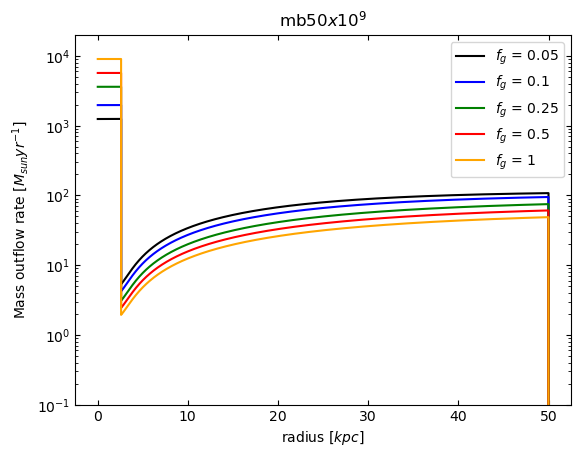 mb50x10⁹
Mass outflow rate [M_sun yr⁻¹]
10⁴
10³
10²
10¹
10⁰
10⁻¹
f_g = 0.05
f_g = 0.1
f_g = 0.25
f_g = 0.5
f_g = 1
0 10 20 30 40 50
radius [kpc]